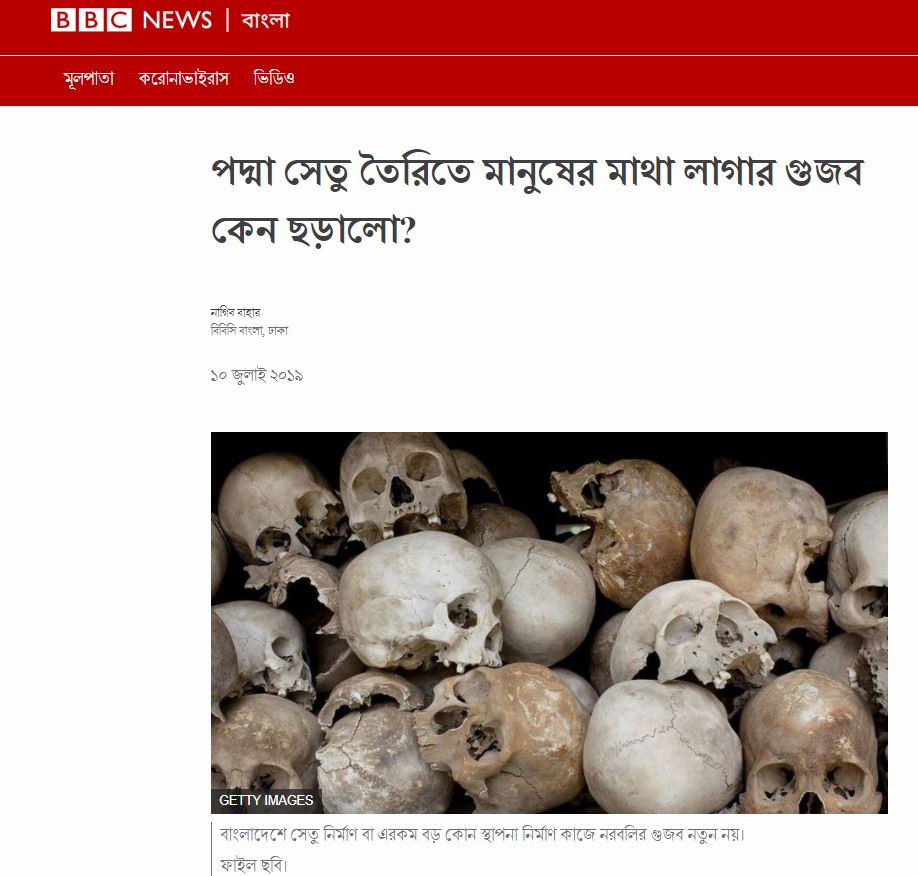 BBC NEWS | বাংলা
মূলপাতা করোনাভাইরাস ভিডিও
পদ্মা সেতু তৈরিতে মানুষের মাথা লাগার গুজব
কেন ছড়ালো?
নাগিব বাহার
বিবিসি বাংলা, ঢাকা
১০ জুলাই ২০১৯
GETTY IMAGES
বাংলাদেশে সেতু নির্মাণ বা এরকম বড় কোন স্থাপনা নির্মাণ কাজে নরবলির গুজব নতুন নয়।
ফাইল ছবি।